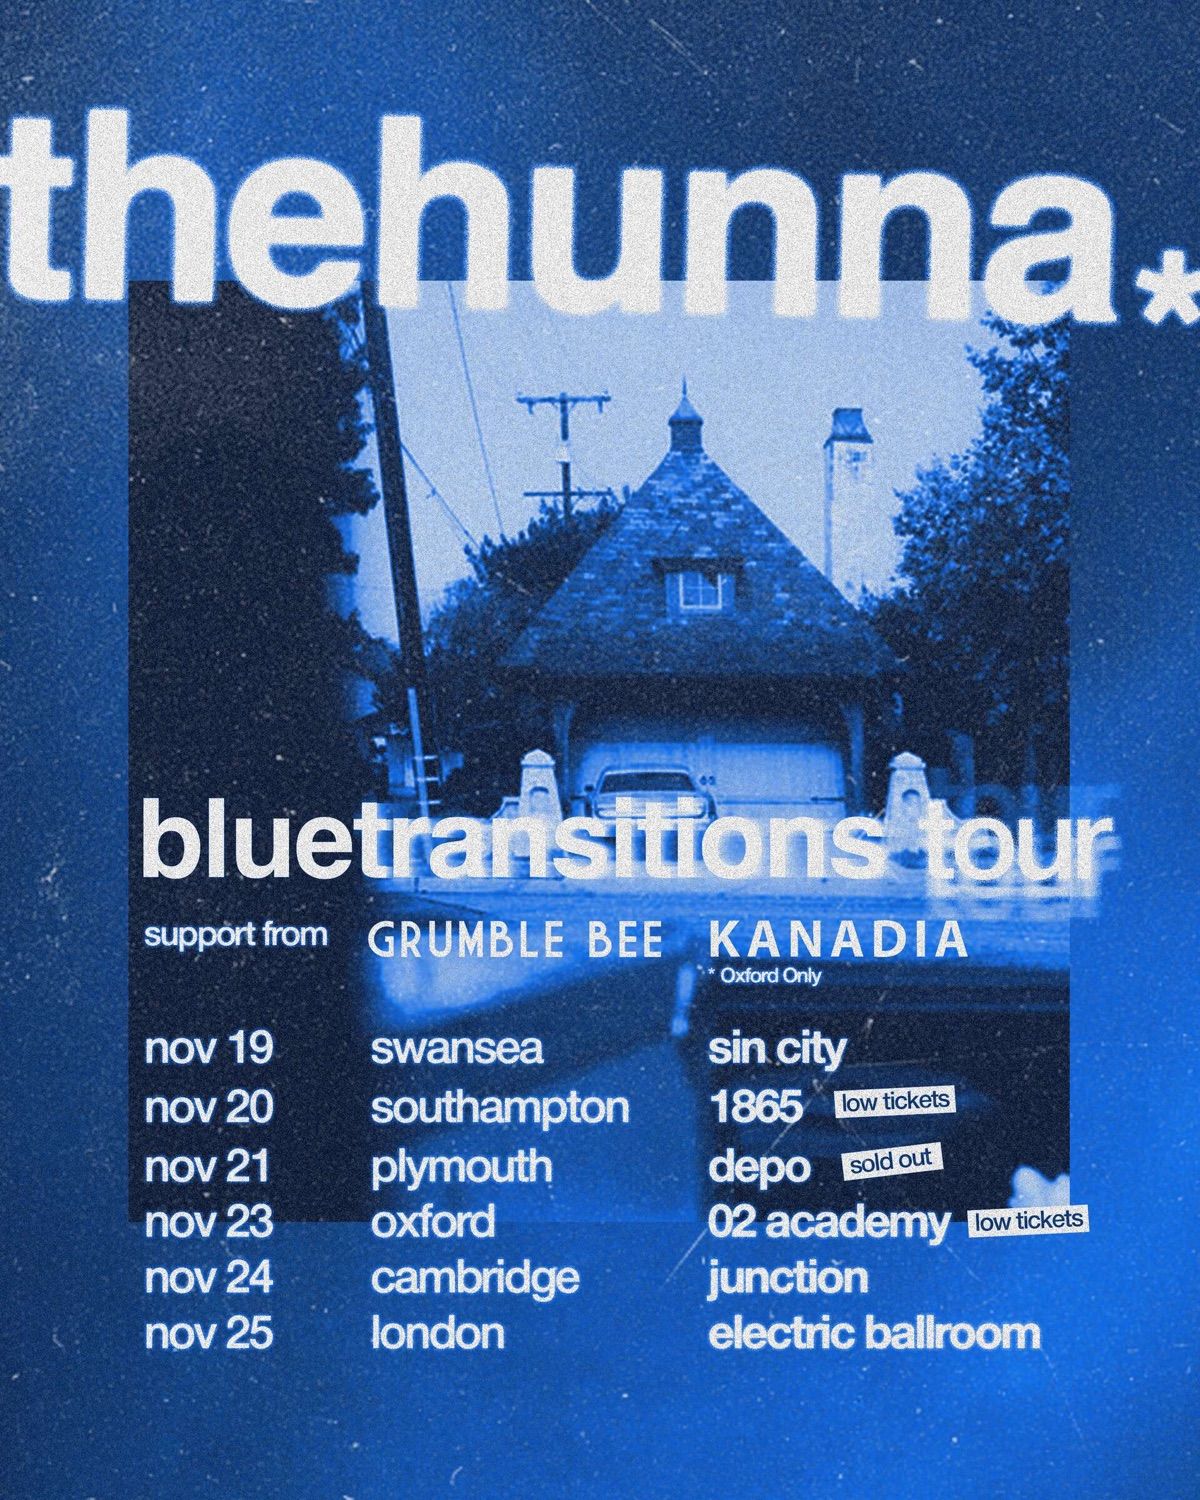 thehunna.*
bluetransitions tour
support from GRUMBLE BEE KANADIA
* Oxford Only
nov 19 swansea sin city
nov 20 southampton 1865 low tickets
nov 21 plymouth depo sold out
nov 23 oxford 02 academy low tickets
nov 24 cambridge junction
nov 25 london electric ballroom